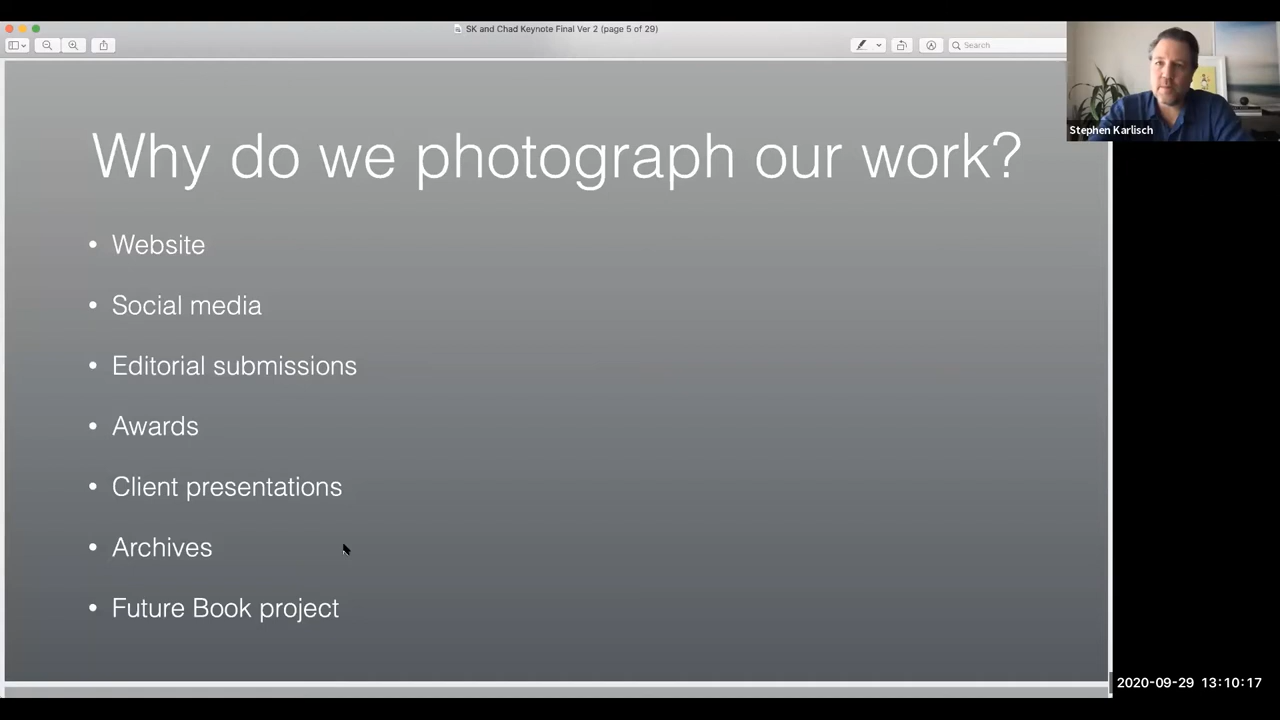 SK and Chad Keynote Final Ver 2 (page 5 of 29)
Search
Stephen Karlisch
Why do we photograph our work?
• Website
• Social media
• Editorial submissions
• Awards
• Client presentations
• Archives
• Future Book project
2020-09-29 13:10:17